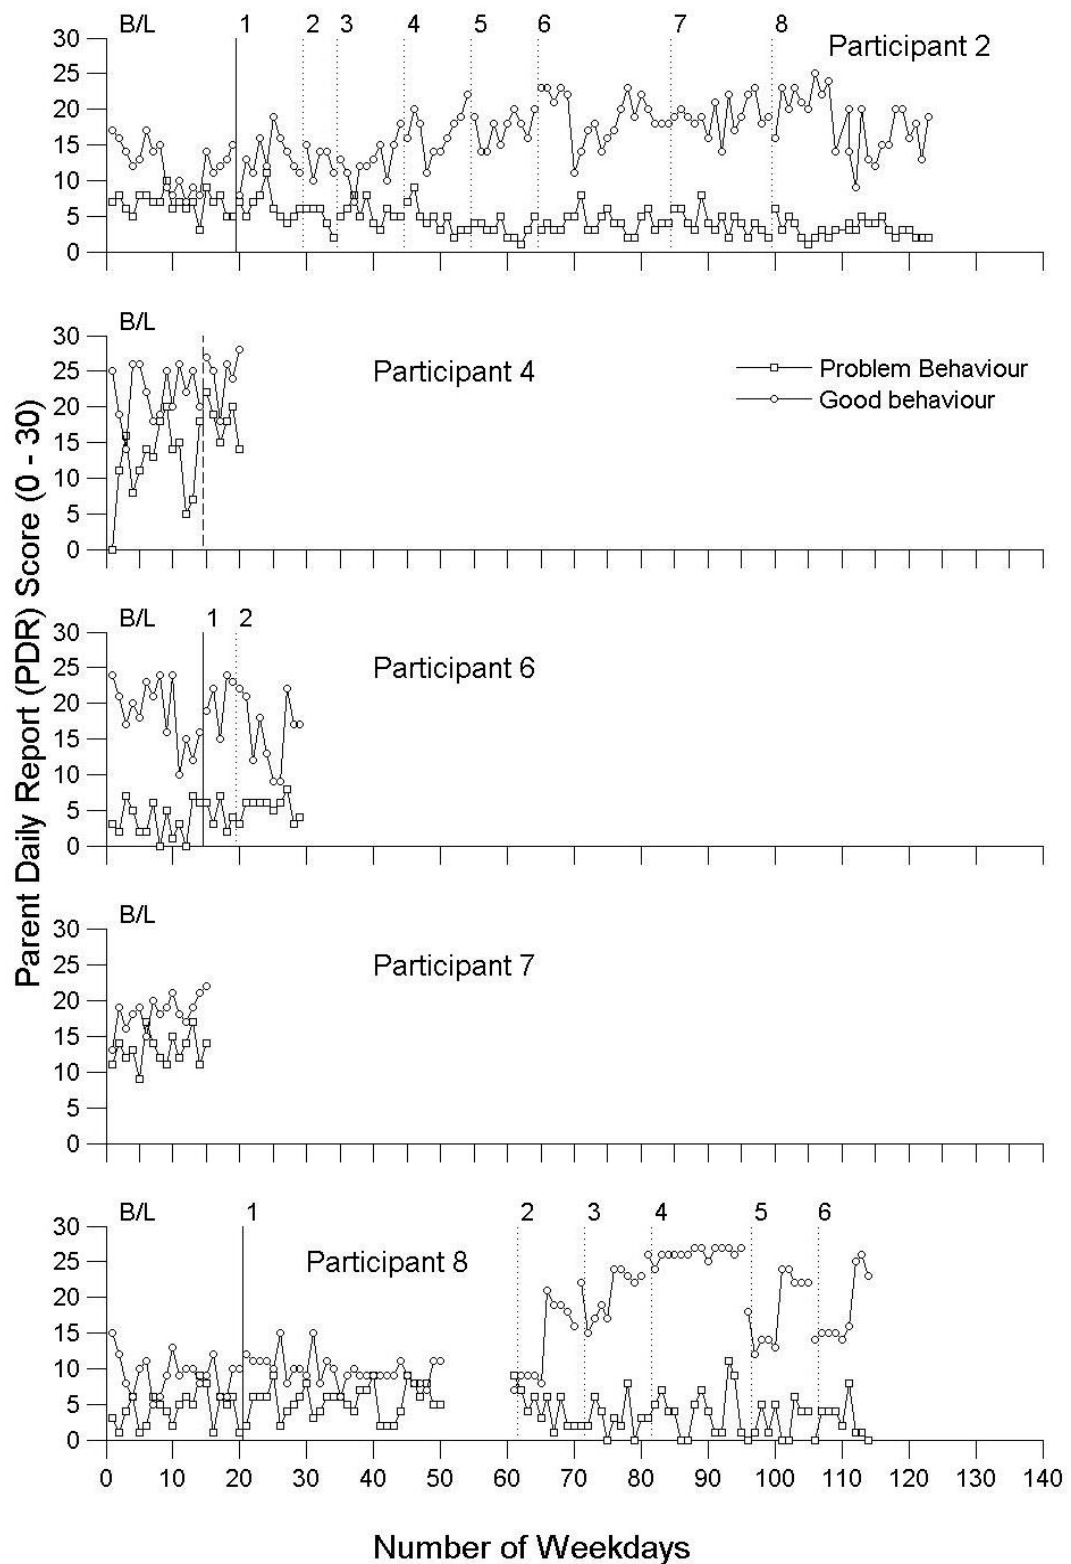 B/L 1 2 3 4 5 6 7 8
Participant 2
30
25
20
15
10
5
0
B/L
Participant 4
30
25
20
15
10
5
0
Problem Behaviour
Good behaviour
B/L 1 2
Participant 6
30
25
20
15
10
5
0
B/L
Participant 7
30
25
20
15
10
5
0
B/L 1 2 3 4 5 6
Participant 8
30
25
20
15
10
5
0
0 10 20 30 40 50 60 70 80 90 100 110 120 130 140
Number of Weekdays
Parent Daily Report (PDR) Score (0 - 30)